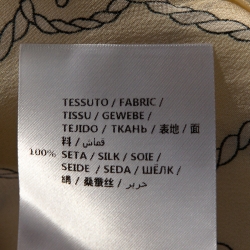 TESSUTO / FABRIC /
TISSU / GEWEBE /
TEJIDO / ТКАНЬ / 表地 / 面
料 / قماش /
100% SETA / SILK / SOIE /
SEIDE / SEDA / ШЁЛК /
絹 / 桑蚕丝 / حرير /